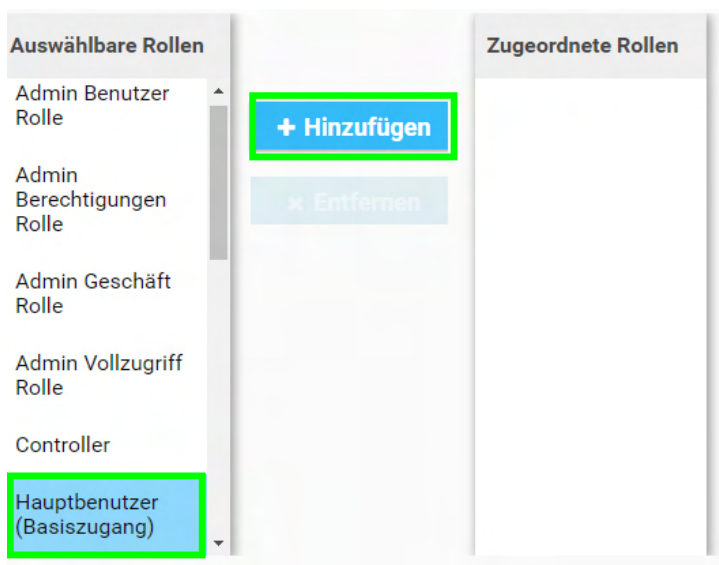 Auswählbare Rollen
Admin Benutzer
Rolle
Admin
Berechtigungen
Rolle
Admin Geschäft
Rolle
Admin Vollzugriff
Rolle
Controller
Hauptbenutzer
(Basiszugang)
+ Hinzufügen
× Entfernen
Zugeordnete Rollen